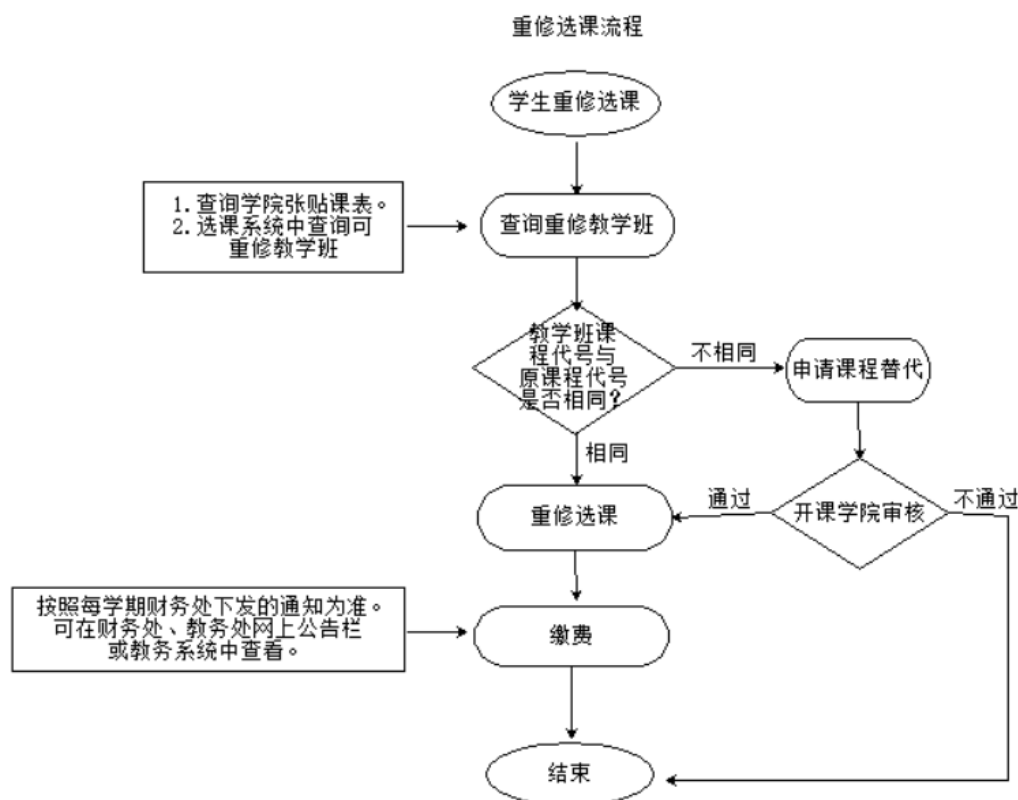 重修选课流程
学生重修选课
1.查询学院张贴课表。
2.选课系统中查询可
重修教学班
查询重修教学班
教学班课
程代号与
原课程代号
是否相同？
不相同
申请课程替代
相同
重修选课
通过
开课学院审核
不通过
按照每学期财务处下发的通知为准。
可在财务处、教务处网上公告栏
或教务系统中查看。
缴费
结束